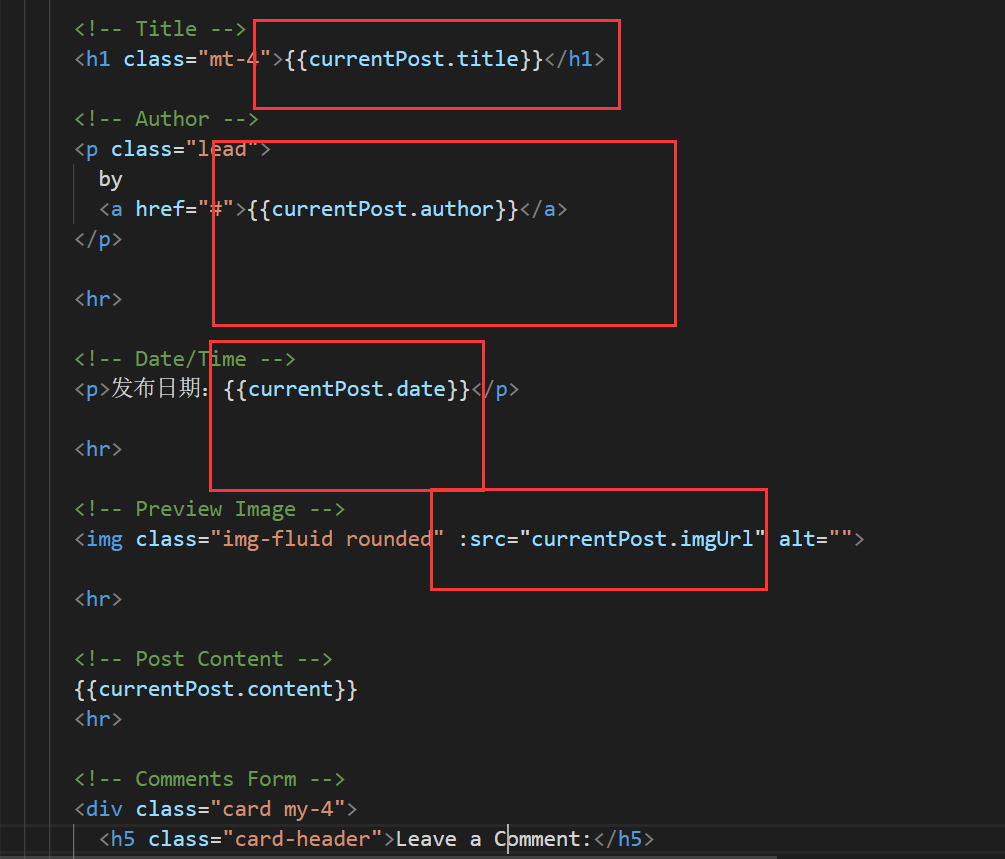 <!-- Title -->
<h1 class="mt-4">{{currentPost.title}}</h1>
<!-- Author -->
<p class="lead">
by
<a href="#">{{currentPost.author}}</a>
</p>
<hr>
<!-- Date/Time -->
<p>发布日期：{{currentPost.date}}</p>
<hr>
<!-- Preview Image -->
<img class="img-fluid rounded" :src="currentPost.imgUrl" alt="">
<hr>
<!-- Post Content -->
{{currentPost.content}}
<hr>
<!-- Comments Form -->
<div class="card my-4">
<h5 class="card-header">Leave a Comment:</h5>